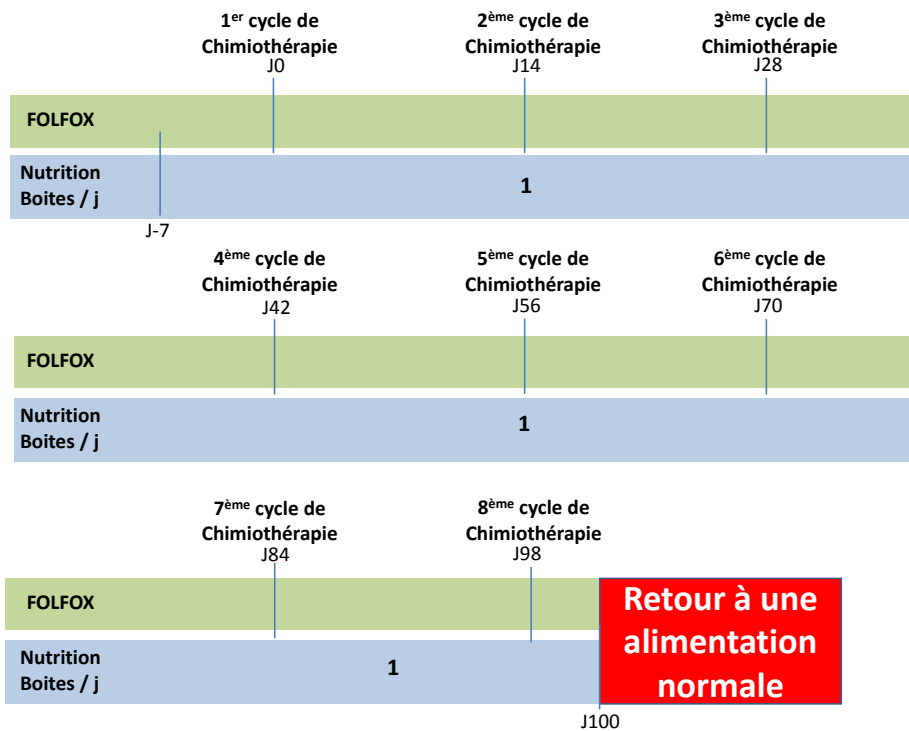 1er cycle de
Chimiothérapie
J0
2ème cycle de
Chimiothérapie
J14
3ème cycle de
Chimiothérapie
J28
FOLFOX
Nutrition
Boites / j
1
J-7
4ème cycle de
Chimiothérapie
J42
5ème cycle de
Chimiothérapie
J56
6ème cycle de
Chimiothérapie
J70
FOLFOX
Nutrition
Boites / j
1
7ème cycle de
Chimiothérapie
J84
8ème cycle de
Chimiothérapie
J98
FOLFOX
Nutrition
Boites / j
1
Retour à une
alimentation
normale
J100